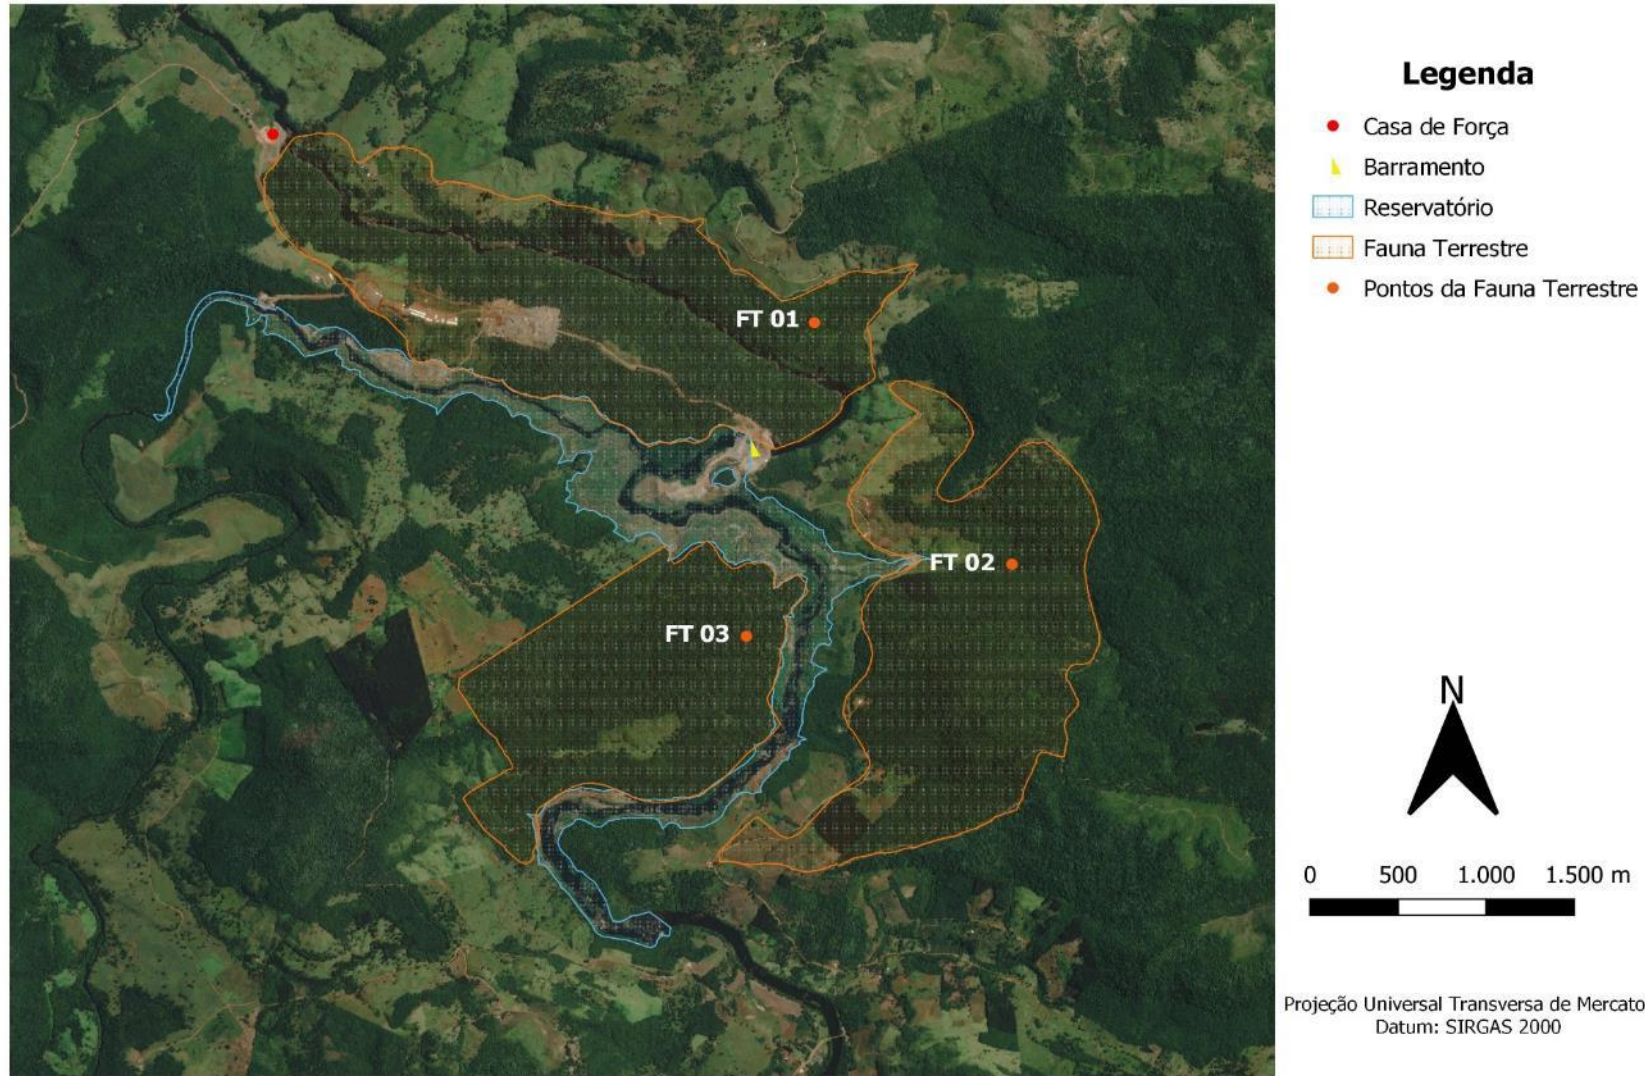 Legenda
Casa de Força
Barramento
Reservatório
Fauna Terrestre
Pontos da Fauna Terrestre
FT 01
FT 02
FT 03
N
0 500 1.000 1.500 m
Projeção Universal Transversa de Mercato
Datum: SIRGAS 2000